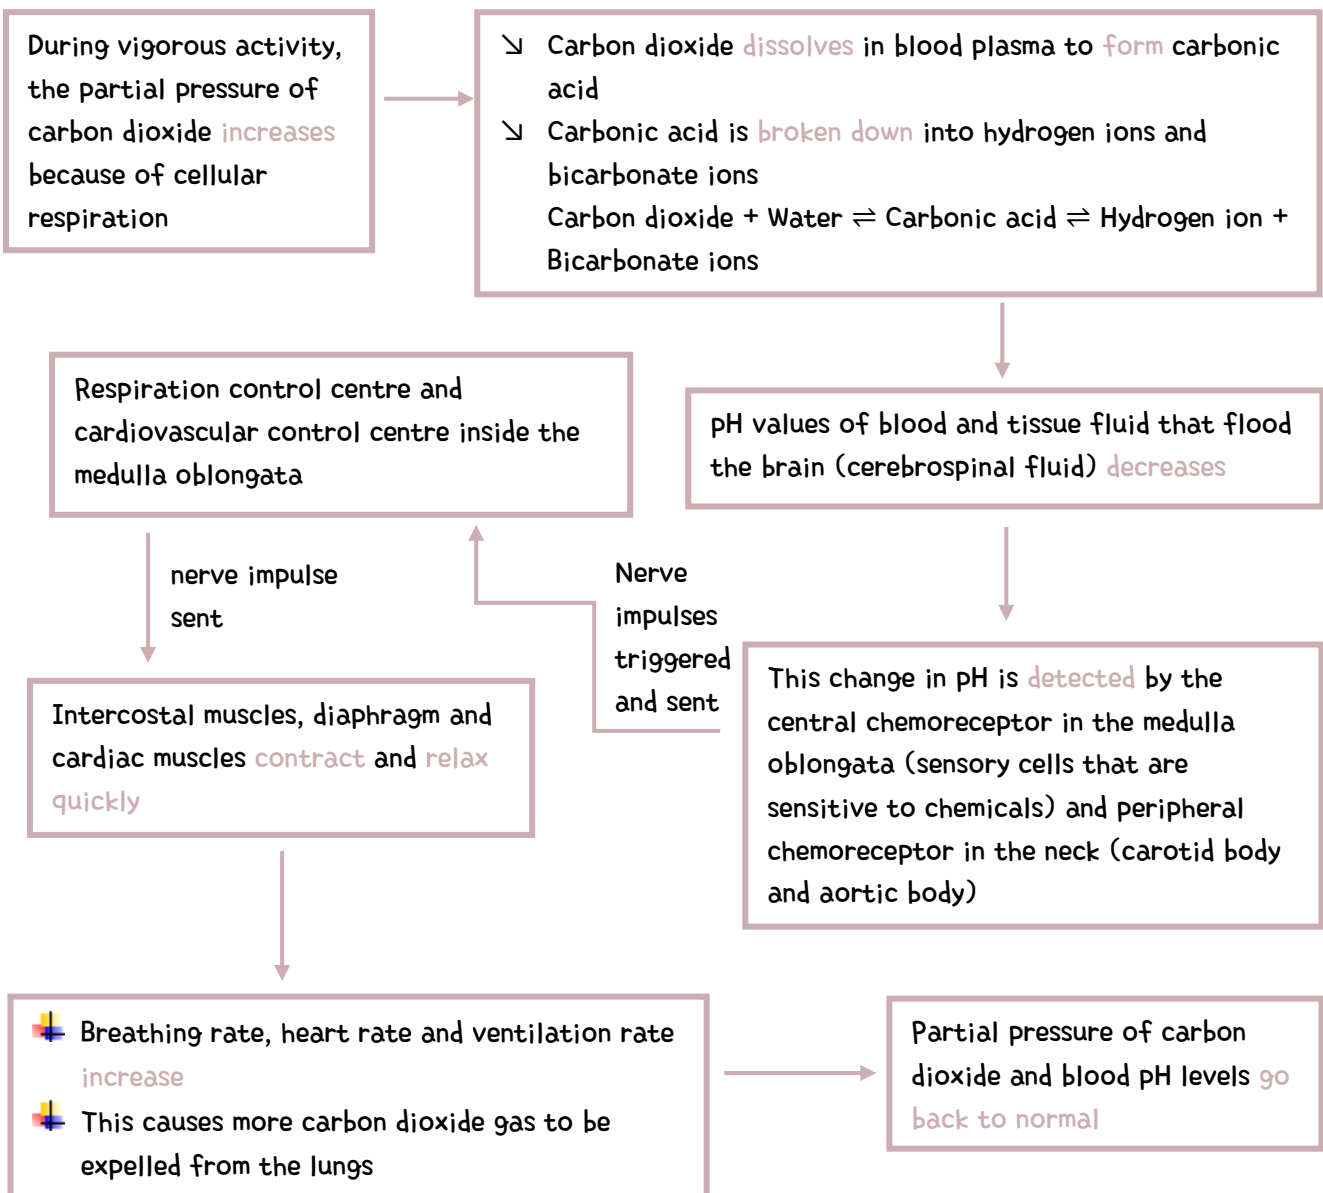 During vigorous activity,
the partial pressure of
carbon dioxide increases
because of cellular
respiration
↘ Carbon dioxide dissolves in blood plasma to form carbonic
acid
↘ Carbonic acid is broken down into hydrogen ions and
bicarbonate ions
Carbon dioxide + Water ⇌ Carbonic acid ⇌ Hydrogen ion +
Bicarbonate ions
pH values of blood and tissue fluid that flood
the brain (cerebrospinal fluid) decreases
This change in pH is detected by the
central chemoreceptor in the medulla
oblongata (sensory cells that are
sensitive to chemicals) and peripheral
chemoreceptor in the neck (carotid body
and aortic body)
Nerve
impulses
triggered
and sent
Respiration control centre and
cardiovascular control centre inside the
medulla oblongata
nerve impulse
sent
Intercostal muscles, diaphragm and
cardiac muscles contract and relax
quickly
Breathing rate, heart rate and ventilation rate
increase
This causes more carbon dioxide gas to be
expelled from the lungs
Partial pressure of carbon
dioxide and blood pH levels go
back to normal